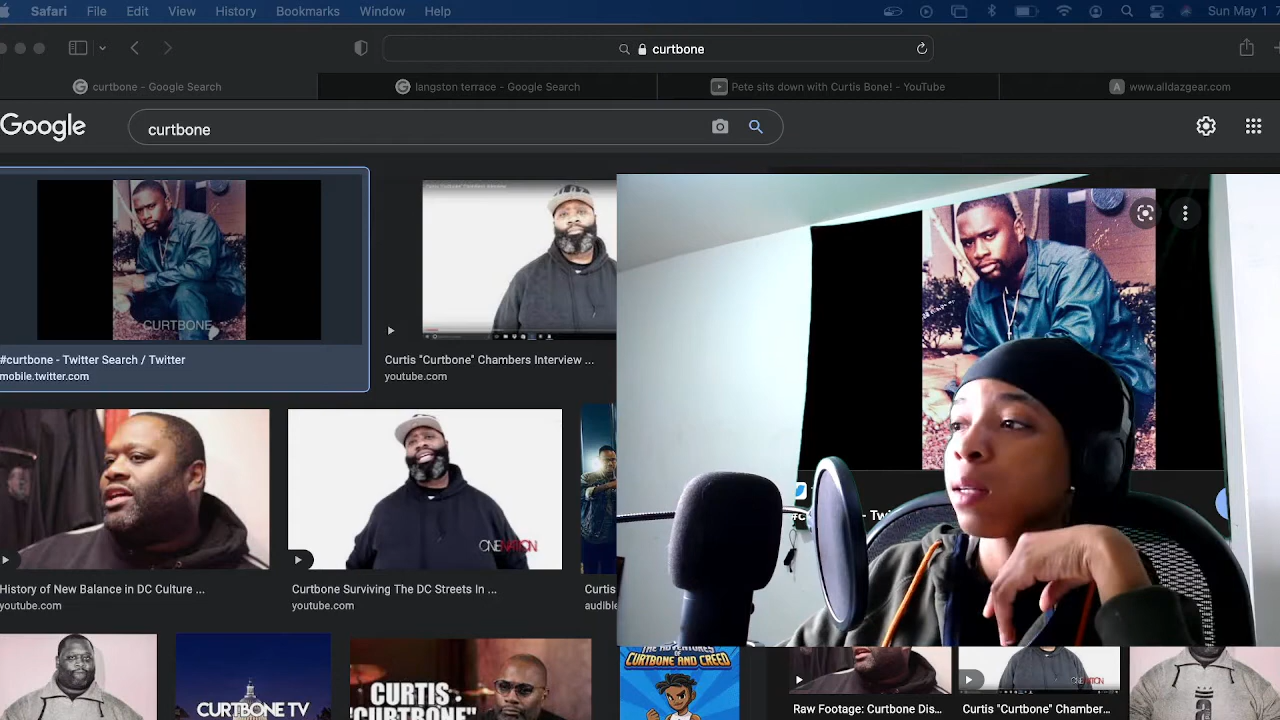 Safari File Edit View History Bookmarks Window Help Sun May 1
curtbone
curtbone - Google Search
langston terrace - Google Search
Pete sits down with Curtis Bone! - YouTube
www.alldazgear.com
Google
curtbone
CURTBONE
#curtbone - Twitter Search / Twitter
mobile.twitter.com
Curtis "Curtbone" Chambers Interview ...
youtube.com
History of New Balance in DC Culture ...
youtube.com
ONENATION
Curtbone Surviving The DC Streets In ...
youtube.com
Curtis
audible
CURTBONE TV
CURTIS
"CURTBONE"
THE ADVENTURES
OF
CURTBONE AND CREED
Raw Footage: Curtbone Dis...
Curtis "Curtbone" Chamber...